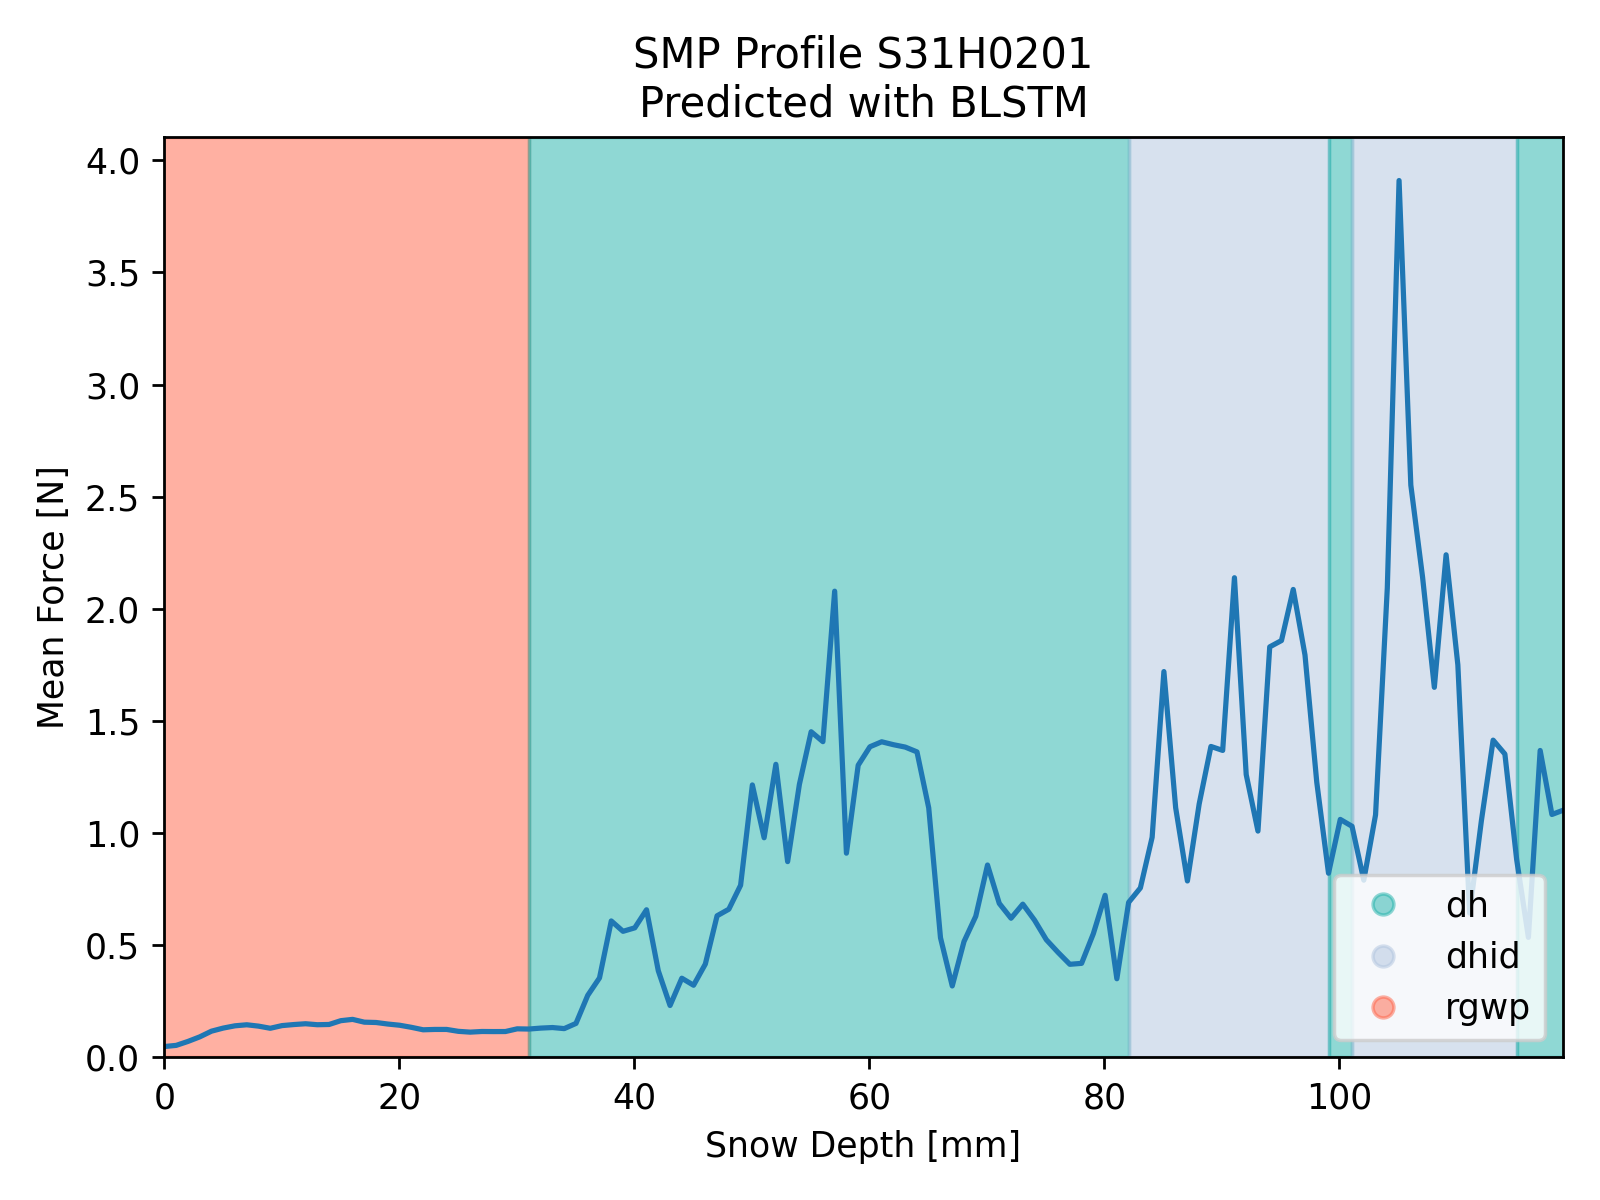 SMP Profile S31H0201
Predicted with BLSTM
4.0
3.5
3.0
2.5
2.0
1.5
1.0
0.5
0.0
Mean Force [N]
0 20 40 60 80 100
Snow Depth [mm]
dh
dhid
rgwp